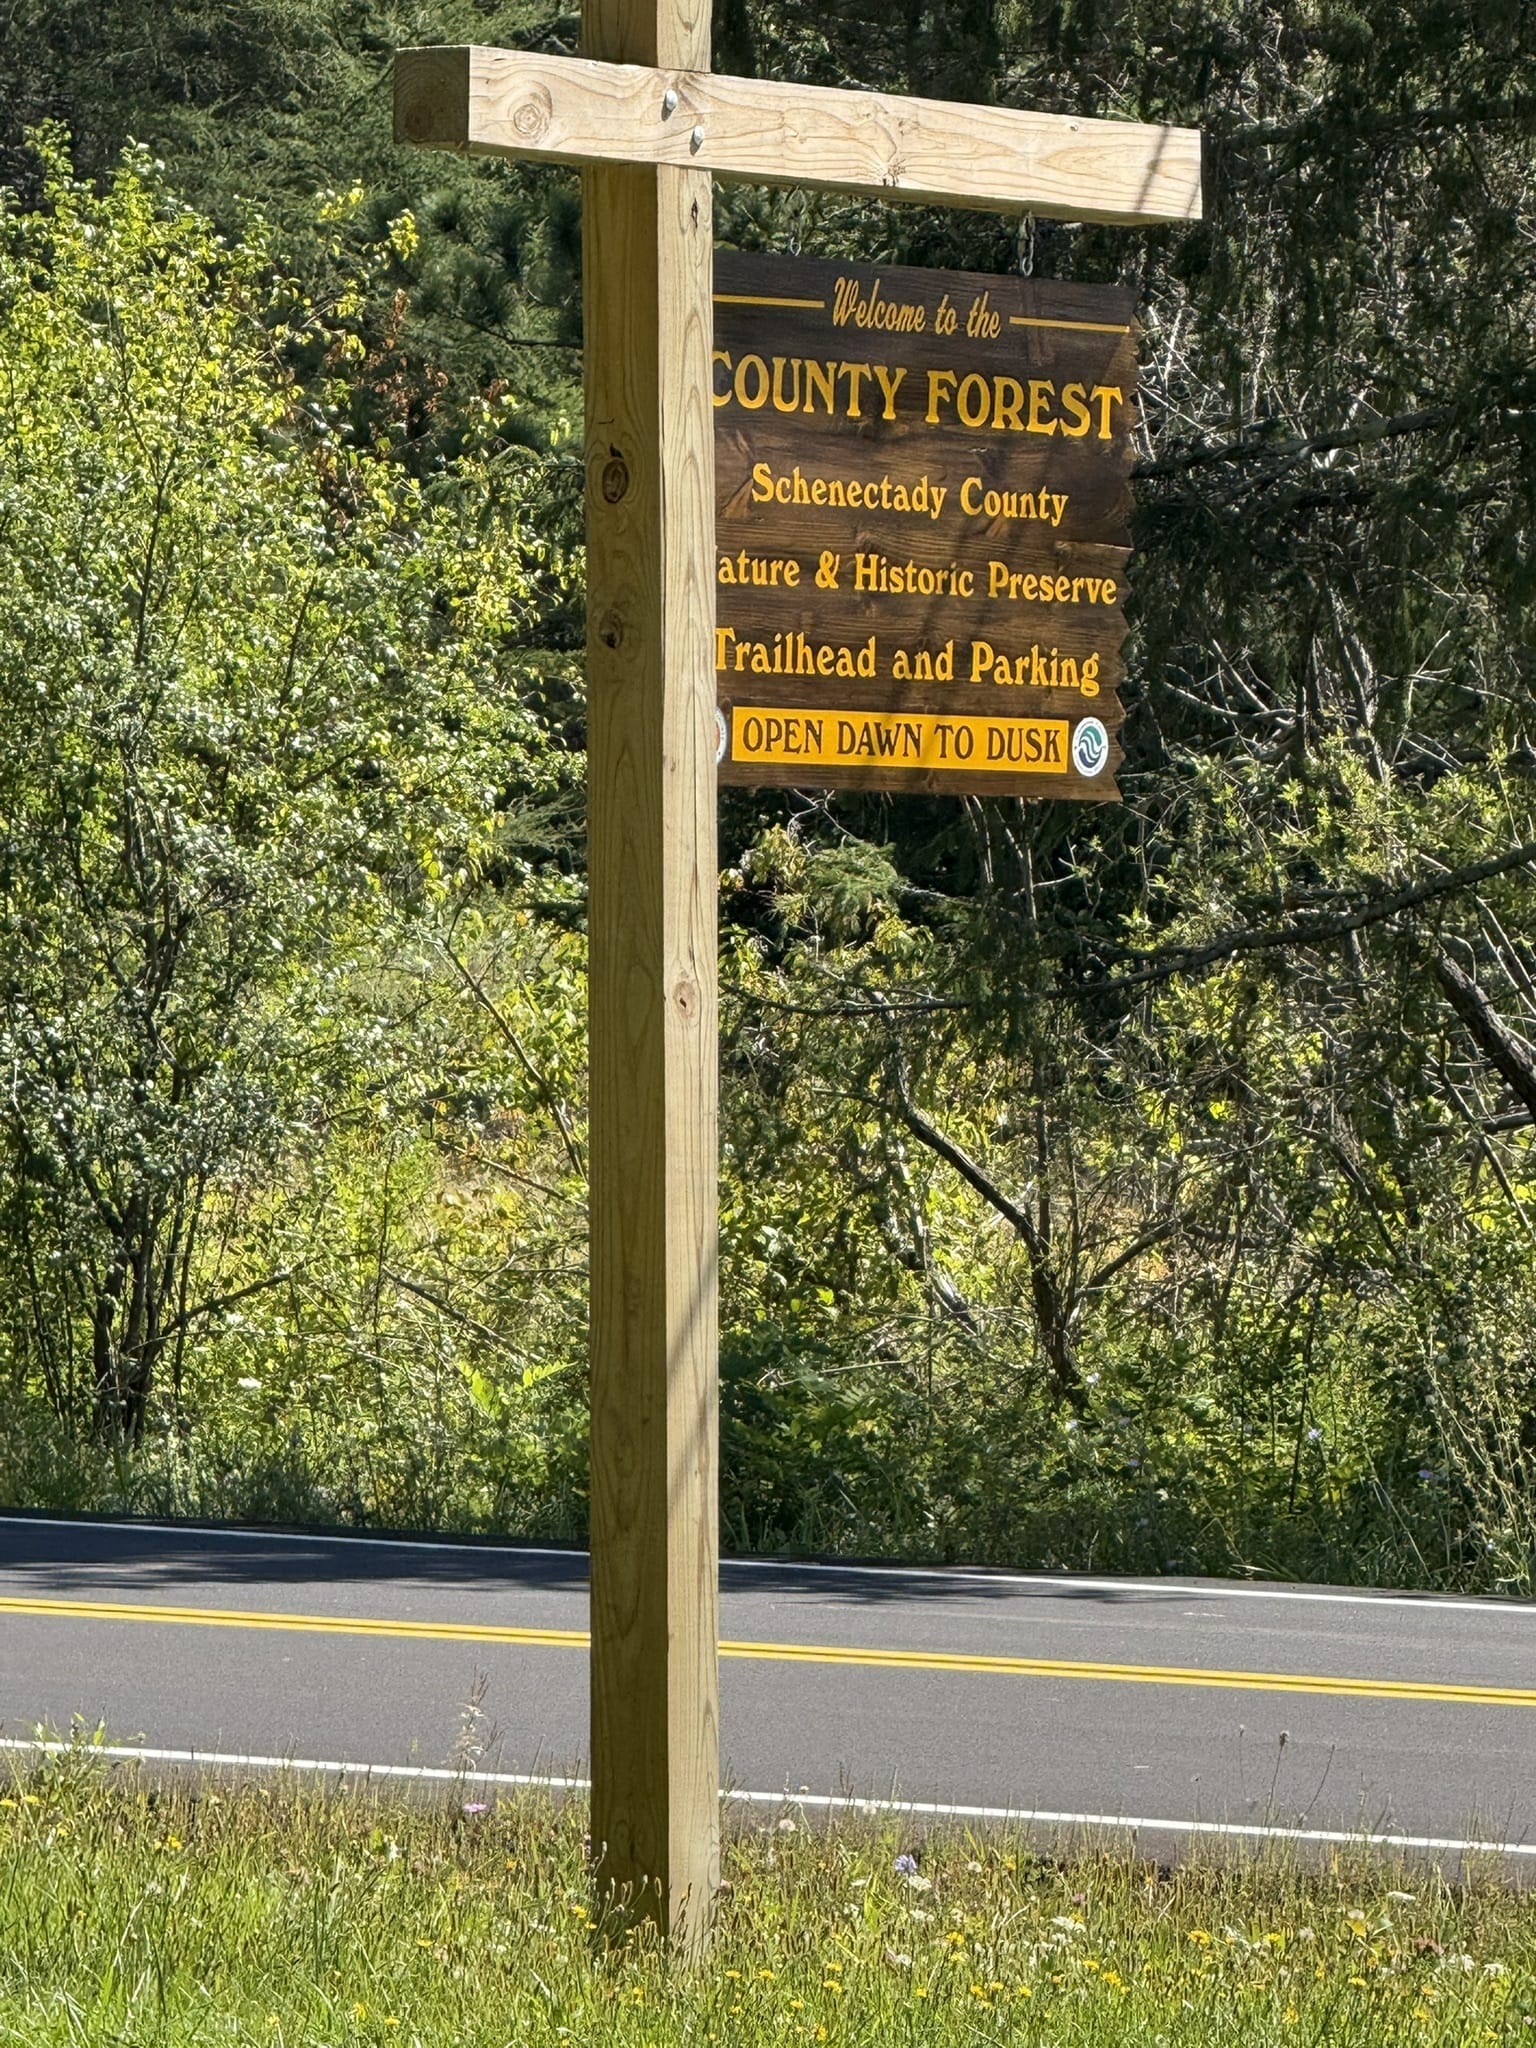 Welcome to the
COUNTY FOREST
Schenectady County
ature & Historic Preserve
Trailhead and Parking
OPEN DAWN TO DUSK